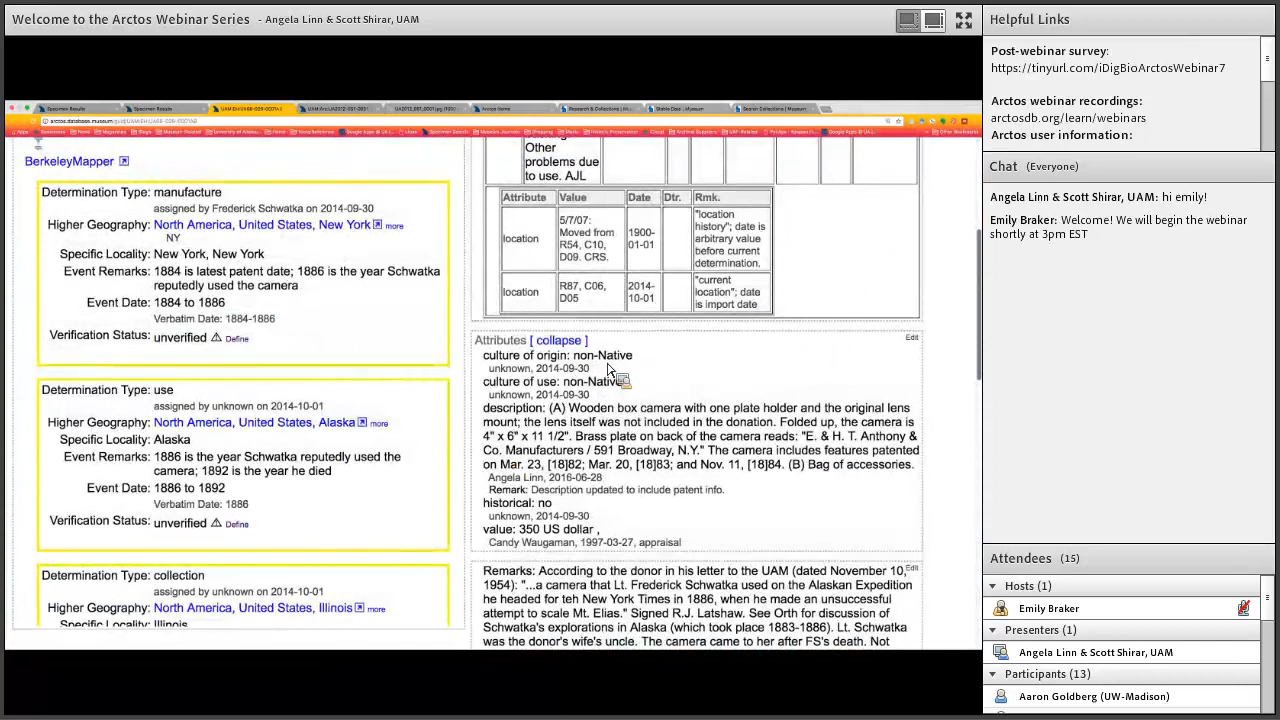 Welcome to the Arctos Webinar Series - Angela Linn & Scott Shirar, UAM
Specimen Results
Specimen Results
arctos.database.museum
BerkeleyMapper
Determination Type: manufacture
assigned by Frederick Schwatka on 2014-09-30
Higher Geography: North America, United States, New York more
NY
Specific Locality: New York, New York
Event Remarks: 1884 is latest patent date; 1886 is the year Schwatka
reputedly used the camera
Event Date: 1884 to 1886
Verbatim Date: 1884-1886
Verification Status: unverified Define
Determination Type: use
assigned by unknown on 2014-10-01
Higher Geography: North America, United States, Alaska more
Specific Locality: Alaska
Event Remarks: 1886 is the year Schwatka reputedly used the
camera; 1892 is the year he died
Event Date: 1886 to 1892
Verbatim Date: 1886
Verification Status: unverified Define
Determination Type: collection
assigned by unknown on 2014-10-01
Higher Geography: North America, United States, Illinois more
Specific Locality: Illinois
Other
problems due
to use. AJL
Attribute Value Date Dtr. Rmk.
location
5/7/07:
Moved from
R54, C10,
D09. CRS.
1900-
01-01
"location
history"; date is
arbitrary value
before current
determination.
location
R87, C06,
D05
2014-
10-01
"current
location"; date
is import date
Attributes [ collapse ]
Edit
culture of origin: non-Native
unknown, 2014-09-30
culture of use: non-Native
unknown, 2014-09-30
description: (A) Wooden box camera with one plate holder and the original lens
mount; the lens itself was not included in the donation. Folded up, the camera is
4" x 6" x 11 1/2". Brass plate on back of the camera reads: "E. & H. T. Anthony &
Co. Manufacturers / 591 Broadway, N.Y." The camera includes features patented
on Mar. 23, [18]82; Mar. 20, [18]83; and Nov. 11, [18]84. (B) Bag of accessories.
Angela Linn, 2016-06-28
Remark: Description updated to include patent info.
historical: no
unknown, 2014-09-30
value: 350 US dollar ,
Candy Waugaman, 1997-03-27, appraisal
Edit
Remarks: According to the donor in his letter to the UAM (dated November 10,
1954): "...a camera that Lt. Frederick Schwatka used on the Alaskan Expedition
he headed for teh New York Times in 1886, when he made an unsuccessful
attempt to scale Mt. Elias." Signed R.J. Latshaw. See Orth for discussion of
Schwatka's explorations in Alaska (which took place 1883-1886). Lt. Schwatka
was the donor's wife's uncle. The camera came to her after FS's death. Not
Helpful Links
Post-webinar survey:
https://tinyurl.com/iDigBioArctosWebinar7
Arctos webinar recordings:
arctosdb.org/learn/webinars
Arctos user information:
Chat (Everyone)
Angela Linn & Scott Shirar, UAM: hi emily!
Emily Braker: Welcome! We will begin the webinar
shortly at 3pm EST
Attendees (15)
Hosts (1)
Emily Braker
Presenters (1)
Angela Linn & Scott Shirar, UAM
Participants (13)
Aaron Goldberg (UW-Madison)